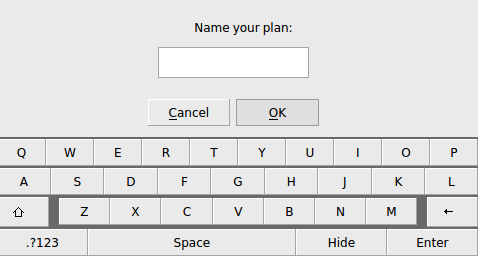 Name your plan:
Cancel OK
Q W E R T Y U I O P
A S D F G H J K L
Z X C V B N M ←
.?123 Space Hide Enter